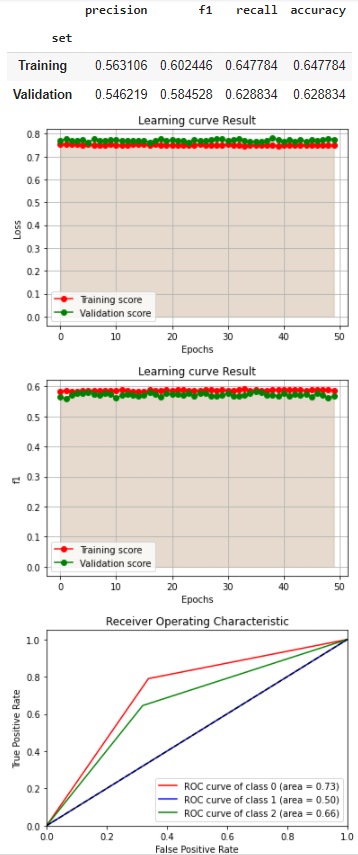 precision f1 recall accuracy
set
Training 0.563106 0.602446 0.647784 0.647784
Validation 0.546219 0.584528 0.628834 0.628834
Learning curve Result
0.8
0.7
0.6
0.5
0.4
0.3
0.2
0.1
0.0
Loss
Training score
Validation score
0 10 20 30 40 50
Epochs
Learning curve Result
0.6
0.5
0.4
0.3
0.2
0.1
0.0
f1
Training score
Validation score
0 10 20 30 40 50
Epochs
Receiver Operating Characteristic
1.0
0.8
0.6
0.4
0.2
0.0
True Positive Rate
ROC curve of class 0 (area = 0.73)
ROC curve of class 1 (area = 0.50)
ROC curve of class 2 (area = 0.66)
0.0 0.2 0.4 0.6 0.8 1.0
False Positive Rate